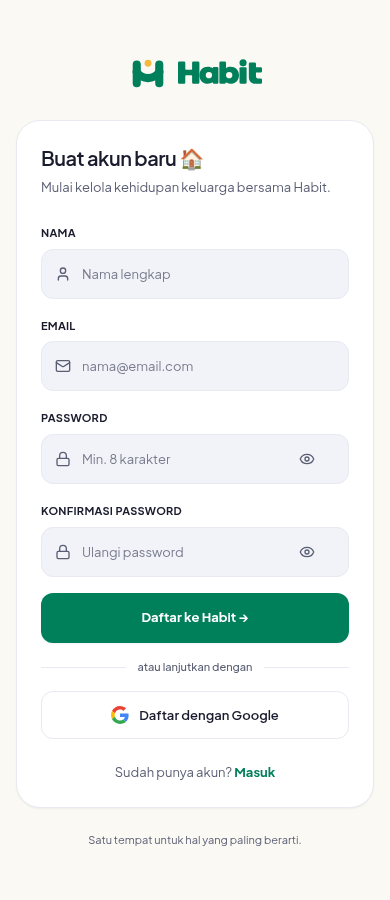 Habit
Buat akun baru 🏠
Mulai kelola kehidupan keluarga bersama Habit.
NAMA
Nama lengkap
EMAIL
nama@email.com
PASSWORD
Min. 8 karakter
KONFIRMASI PASSWORD
Ulangi password
Daftar ke Habit →
atau lanjutkan dengan
Daftar dengan Google
Sudah punya akun? Masuk
Satu tempat untuk hal yang paling berarti.